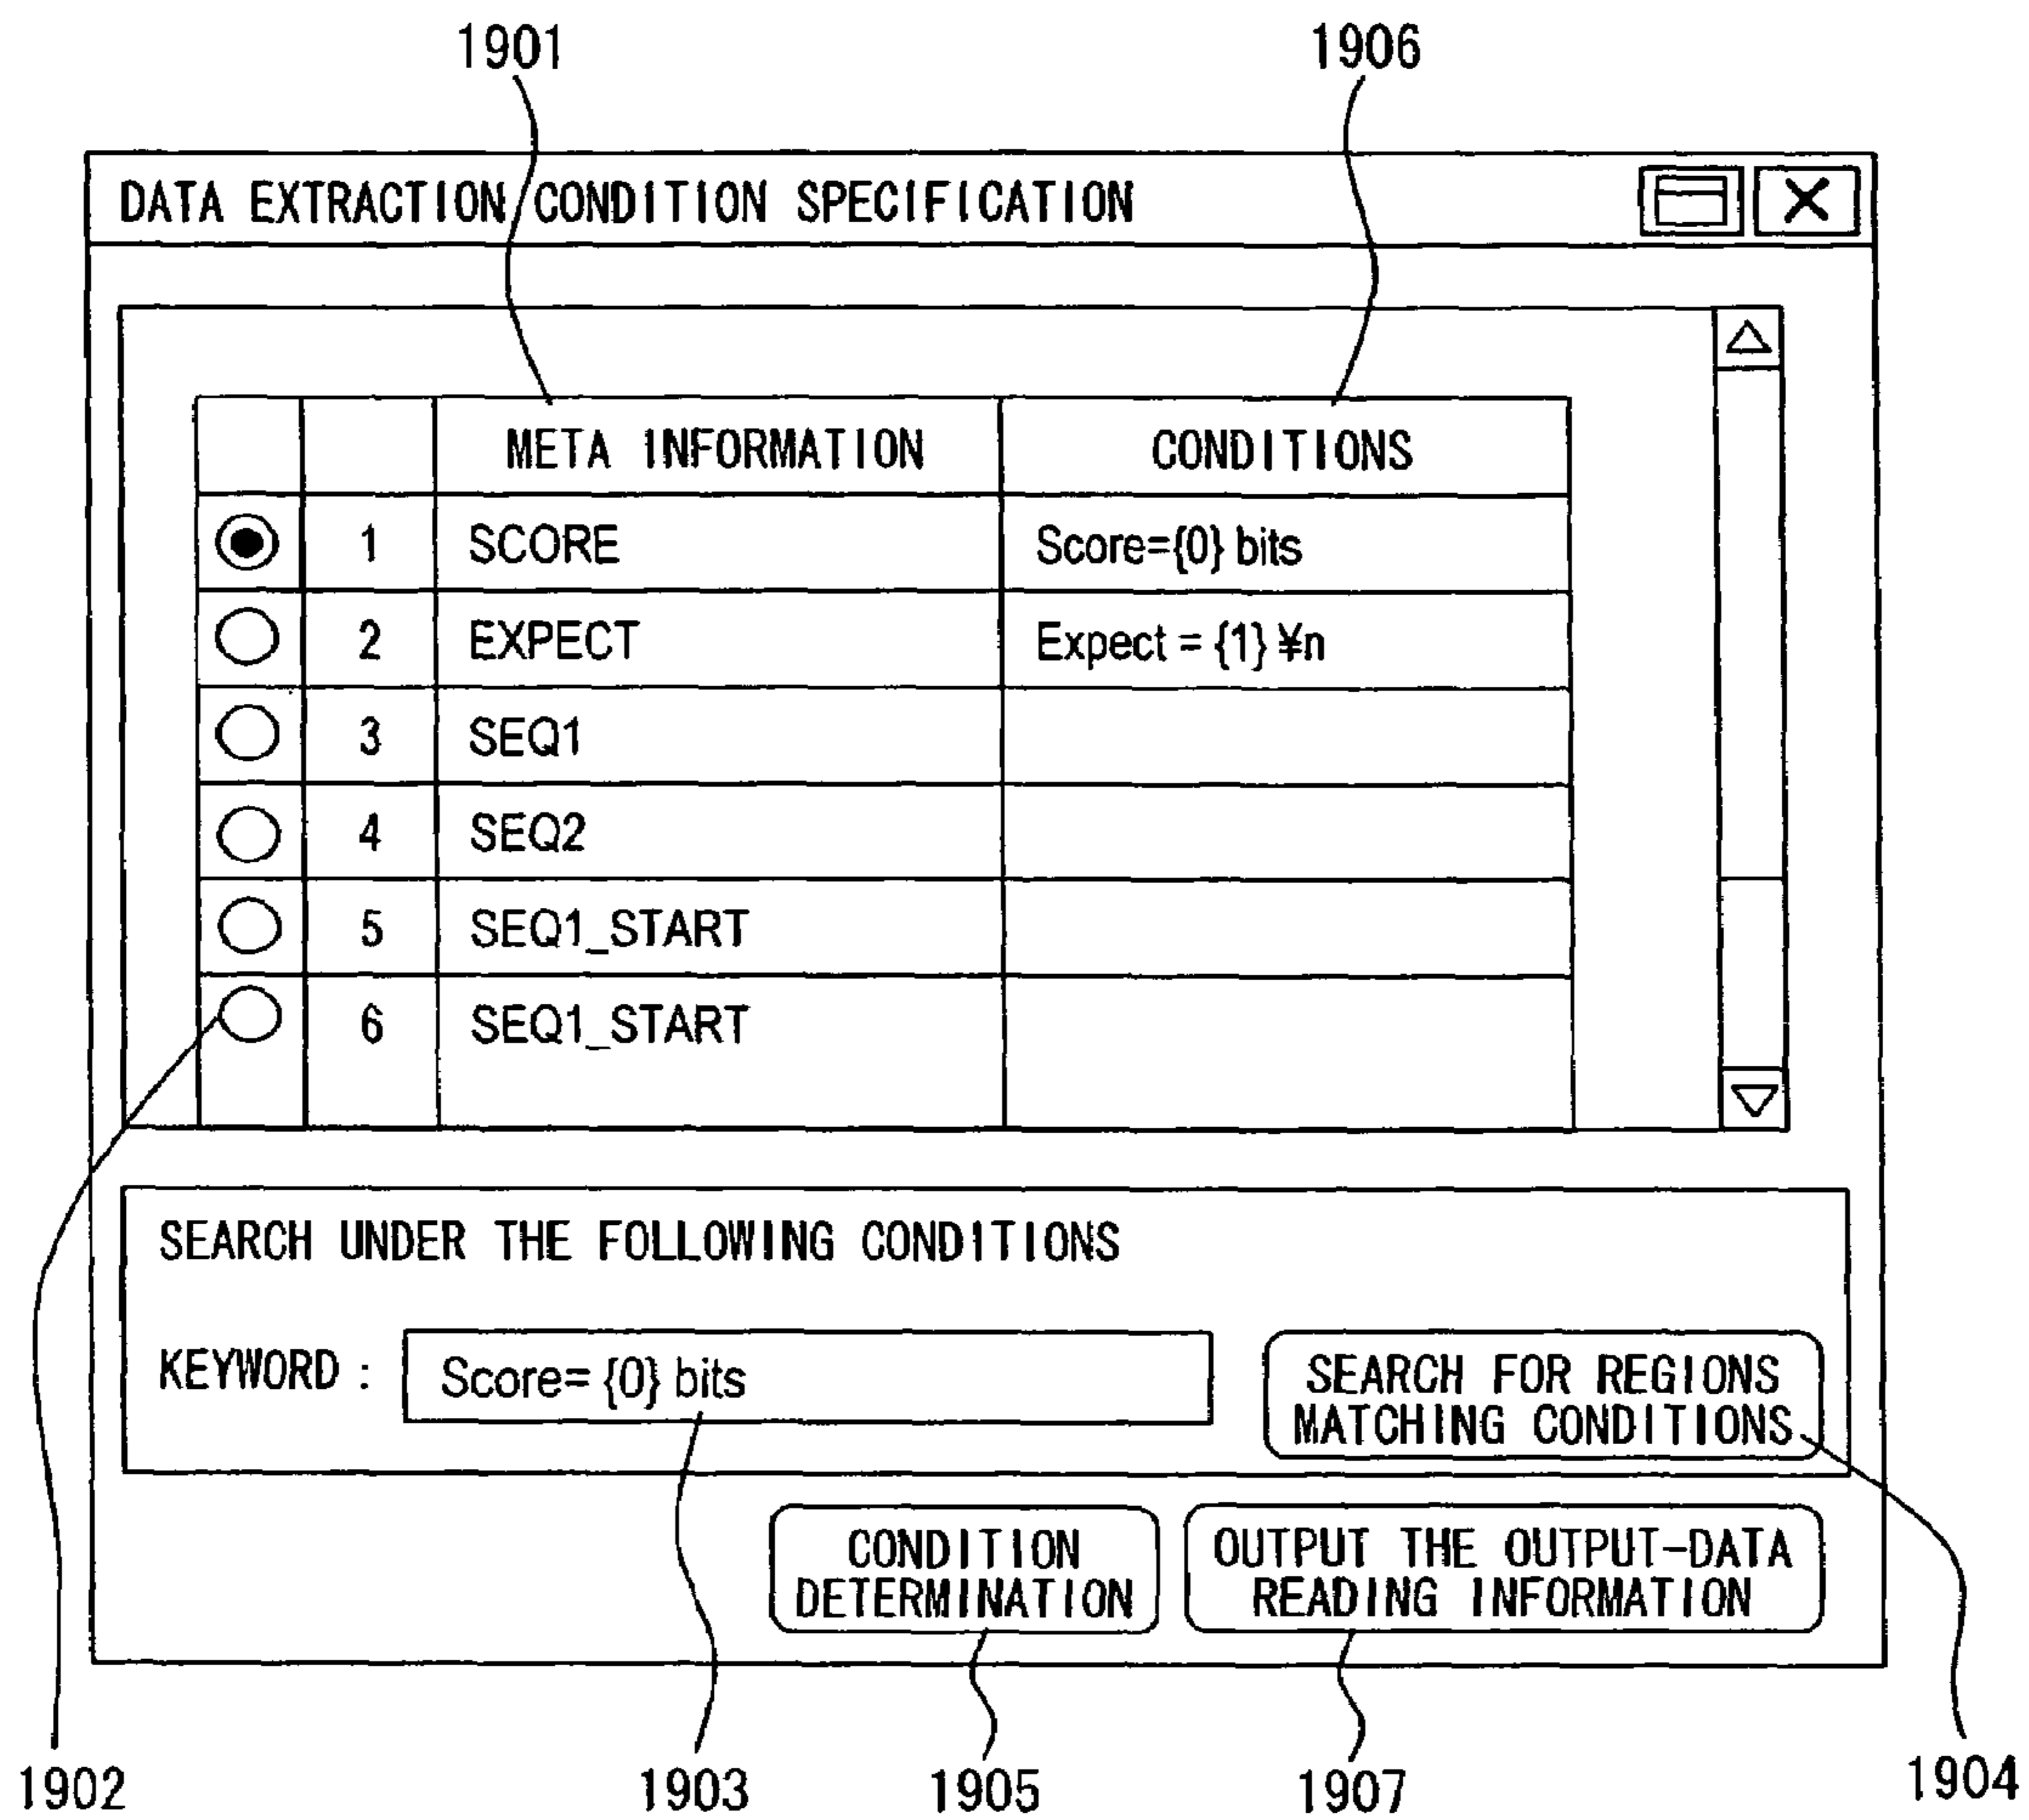 1901 1906
DATA EXTRACTION CONDITION SPECIFICATION
META INFORMATION CONDITIONS
1 SCORE Score={0} bits
2 EXPECT Expect = {1} ¥n
3 SEQ1
4 SEQ2
5 SEQ1_START
6 SEQ1_START
SEARCH UNDER THE FOLLOWING CONDITIONS
KEYWORD : Score= {0} bits
SEARCH FOR REGIONS
MATCHING CONDITIONS
CONDITION
DETERMINATION
OUTPUT THE OUTPUT-DATA
READING INFORMATION
1902 1903 1905 1907 1904